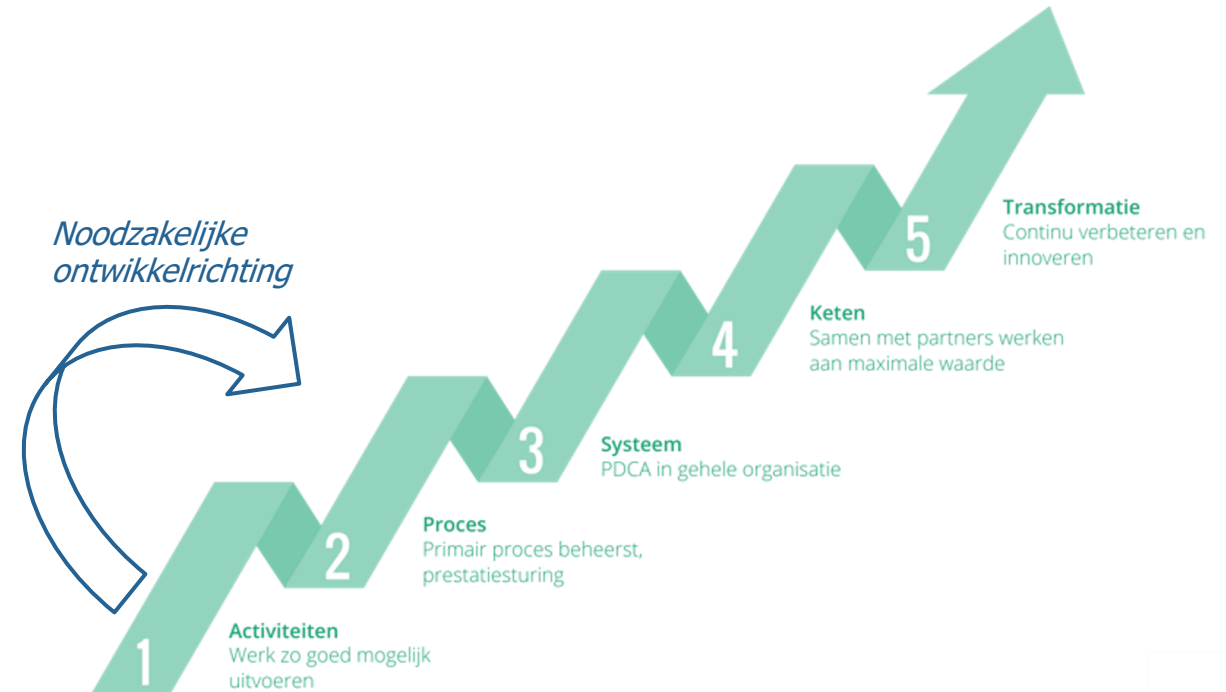 Noodzakelijke
ontwikkelrichting
1
Activiteiten
Werk zo goed mogelijk
uitvoeren
2
Proces
Primair proces beheerst,
prestatiesturing
3
Systeem
PDCA in gehele organisatie
4
Keten
Samen met partners werken
aan maximale waarde
5
Transformatie
Continu verbeteren en
innoveren